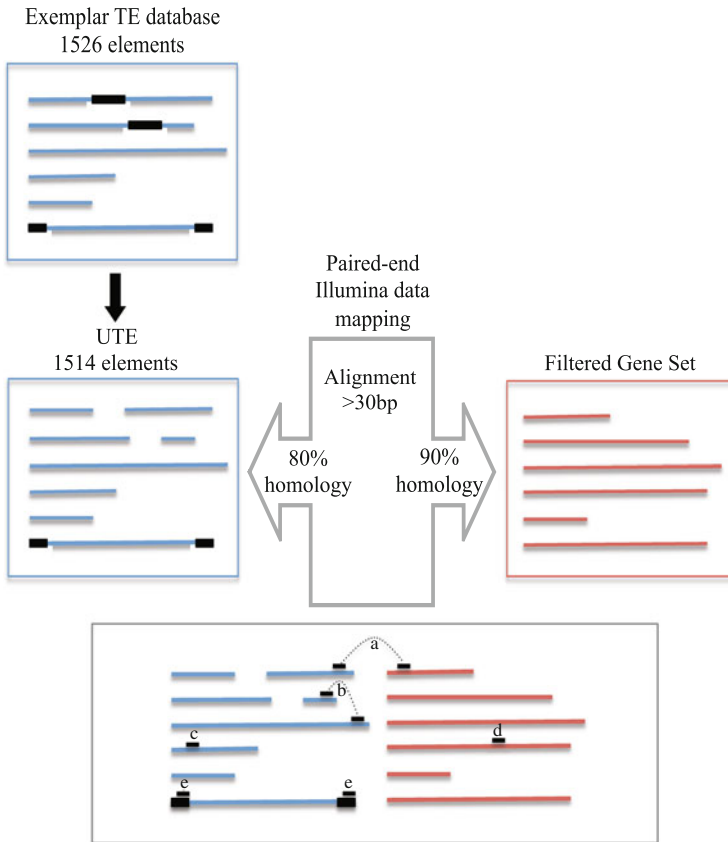 Exemplar TE database
1526 elements
UTE
1514 elements
Paired-end
Illumina data
mapping
Alignment
>30bp
80%
homology
90%
homology
Filtered Gene Set
a
b
c
d
e
e